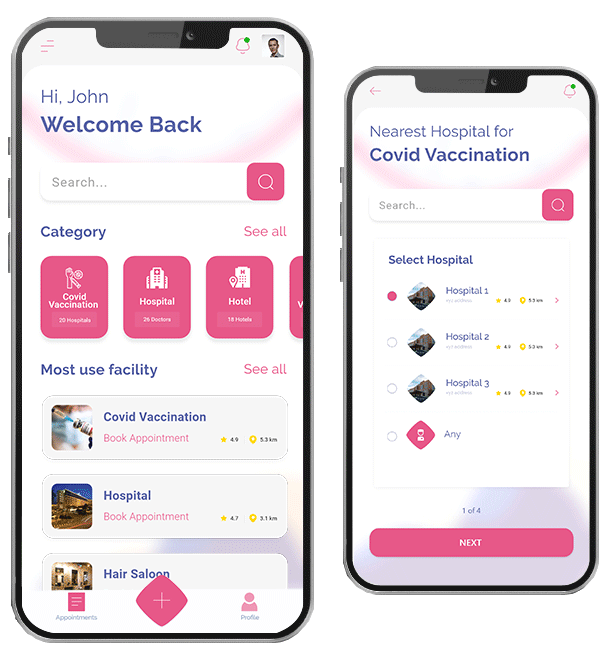 Hi, John
Welcome Back
Search...
Category
See all
Covid
Vaccination
20 Hospitals
Hospital
26 Doctors
Hotel
18 Hotels
V
Most use facility
See all
Covid Vaccination
Book Appointment
4.9
5.3 km
Hospital
Book Appointment
4.7
3.1 km
Hair Saloon
Appointments
Profile
Nearest Hospital for
Covid Vaccination
Search...
Select Hospital
Hospital 1
4.9
5.3 km
Hospital 2
4.9
5.3 km
Hospital 3
4.9
5.3 km
Any
1 of 4
NEXT